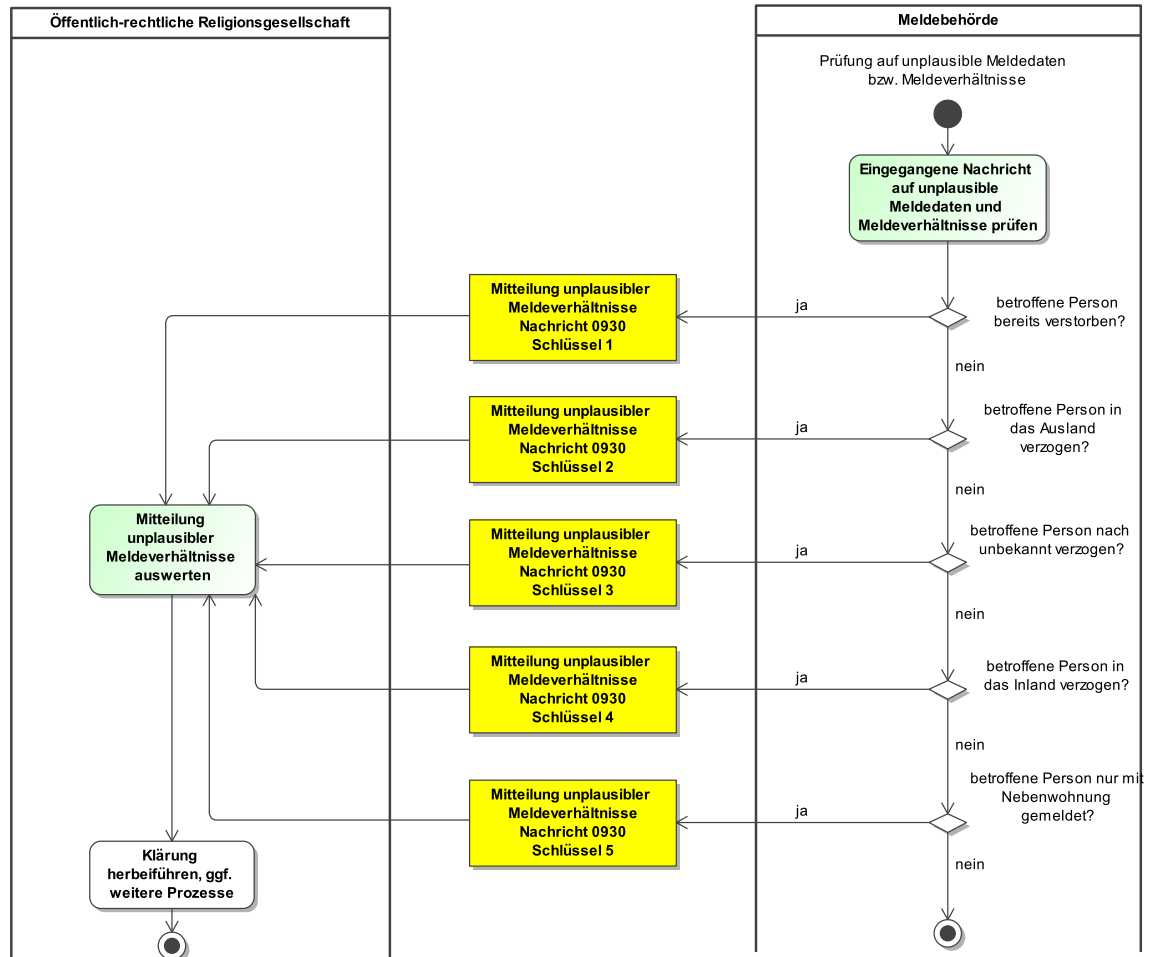 Öffentlich-rechtliche Religionsgesellschaft
Meldebehörde
Prüfung auf unplausible Meldedaten
bzw. Meldeverhältnisse
Eingegangene Nachricht
auf unplausible
Meldedaten und
Meldeverhältnisse prüfen
betroffene Person
bereits verstorben?
ja
Mitteilung unplausibler
Meldeverhältnisse
Nachricht 0930
Schlüssel 1
nein
betroffene Person in
das Ausland
verzogen?
ja
Mitteilung unplausibler
Meldeverhältnisse
Nachricht 0930
Schlüssel 2
nein
betroffene Person nach
unbekannt verzogen?
ja
Mitteilung unplausibler
Meldeverhältnisse
Nachricht 0930
Schlüssel 3
Mitteilung
unplausibler
Meldeverhältnisse
auswerten
nein
betroffene Person in
das Inland verzogen?
ja
Mitteilung unplausibler
Meldeverhältnisse
Nachricht 0930
Schlüssel 4
nein
betroffene Person nur mit
Nebenwohnung
gemeldet?
ja
Mitteilung unplausibler
Meldeverhältnisse
Nachricht 0930
Schlüssel 5
nein
Klärung
herbeiführen, ggf.
weitere Prozesse